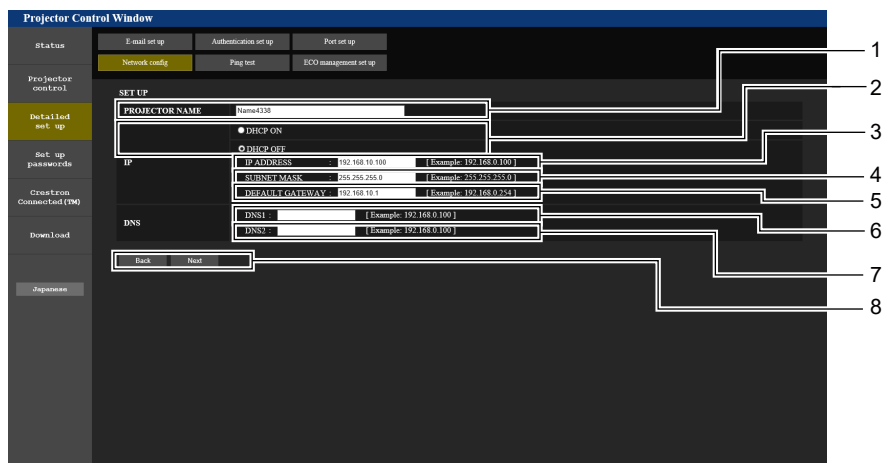 Projector Control Window
Status
Projector
control
Detailed
set up
Set up
passwords
Crestron
Connected(TM)
Download
Japanese
E-mail set up Authentication set up Port set up
Network config Ping test ECO management set up
SET UP
PROJECTOR NAME Name4338
DHCP ON
DHCP OFF
IP
IP ADDRESS : 192.168.10.100 [ Example: 192.168.0.100 ]
SUBNET MASK : 255.255.255.0 [ Example: 255.255.255.0 ]
DEFAULT GATEWAY : 192.168.10.1 [ Example: 192.168.0.254 ]
DNS
DNS1 : [ Example: 192.168.0.100 ]
DNS2 : [ Example: 192.168.0.100 ]
Back Next
1
2
3
4
5
6
7
8